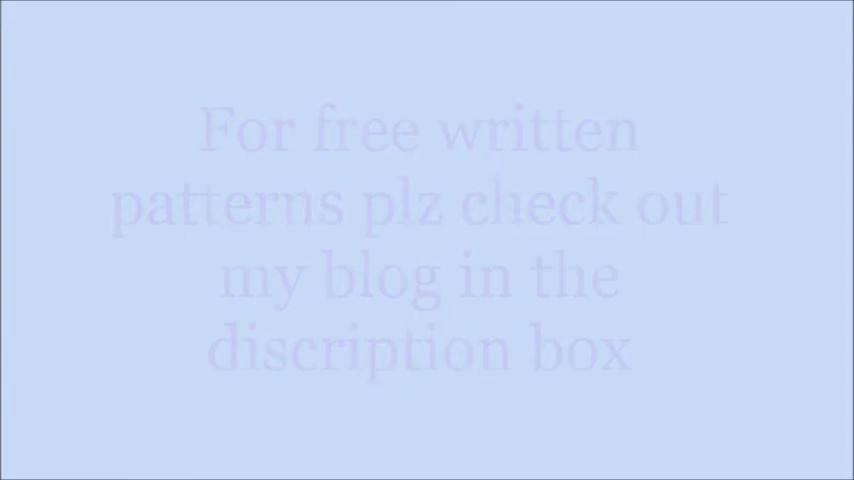 For free written
patterns plz check out
my blog in the
discription box